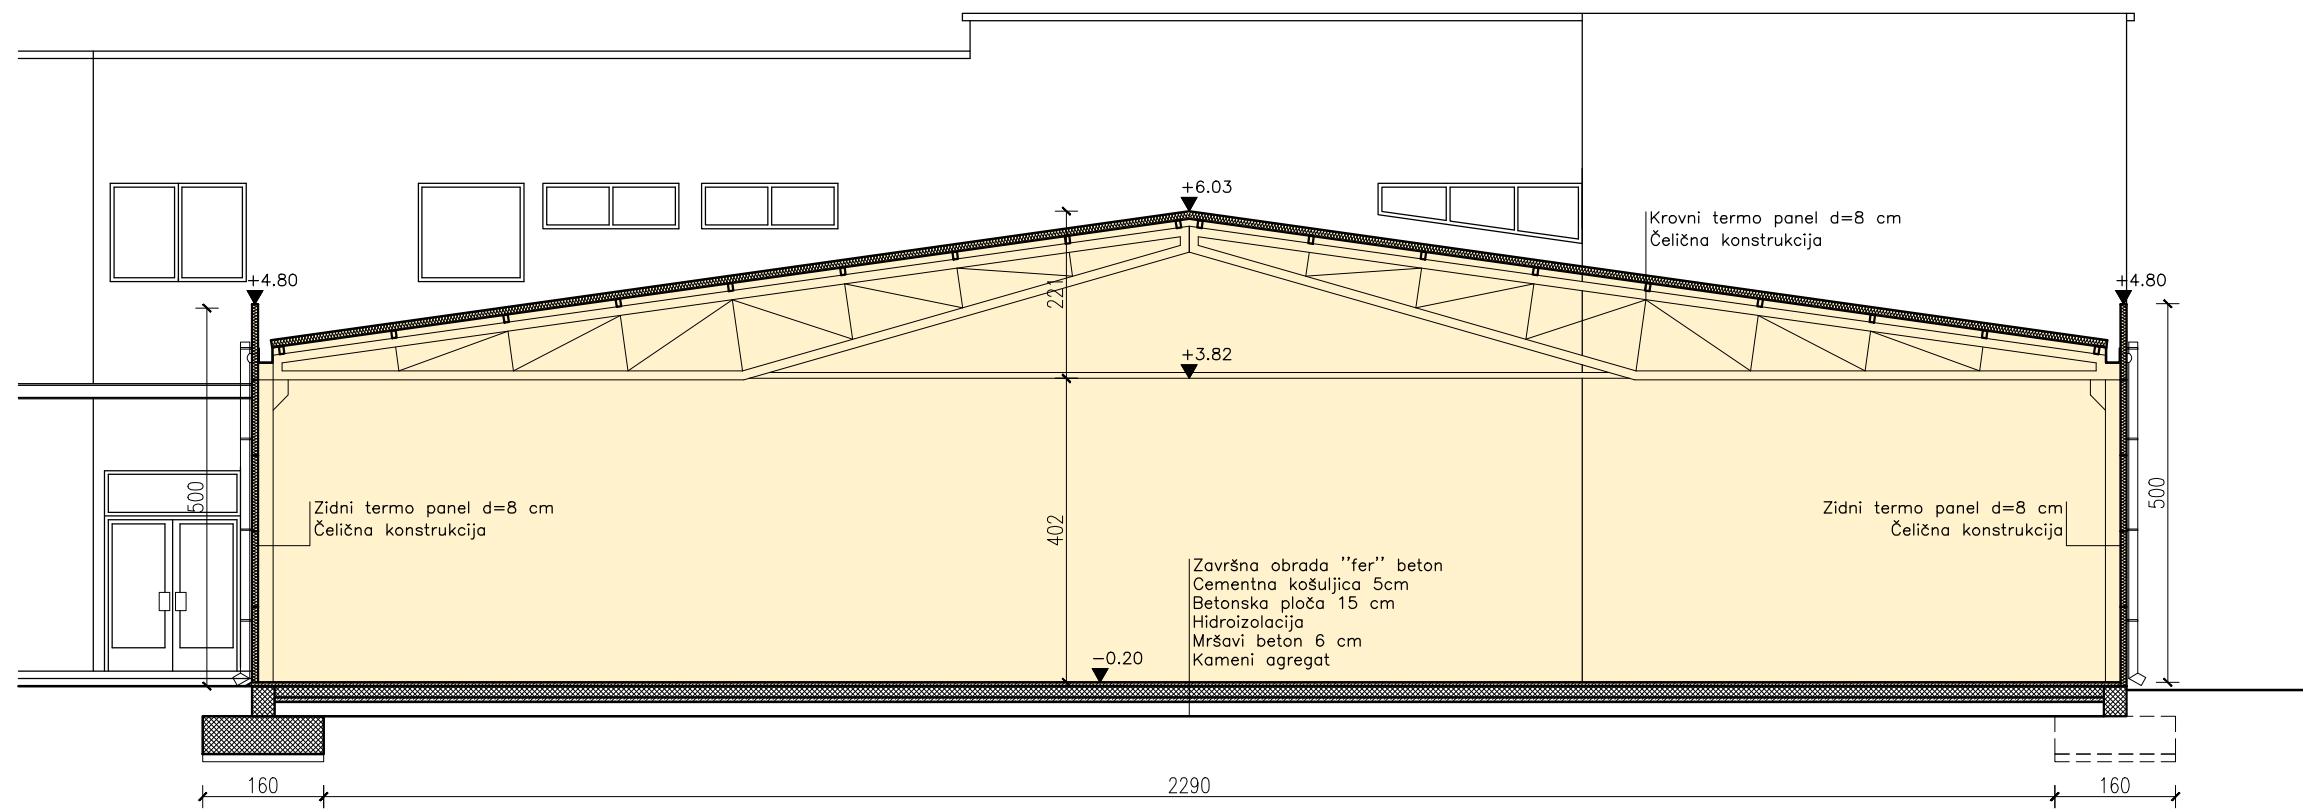 +6.03
Krovni termo panel d=8 cm
Čelična konstrukcija
+4.80
+4.80
221
+3.82
500
Zidni termo panel d=8 cm
Čelična konstrukcija
402
Zidni termo panel d=8 cm
Čelična konstrukcija
500
Završna obrada ''fer'' beton
Cementna košuljica 5cm
Betonska ploča 15 cm
Hidroizolacija
Mršavi beton 6 cm
Kameni agregat
-0.20
160
2290
160